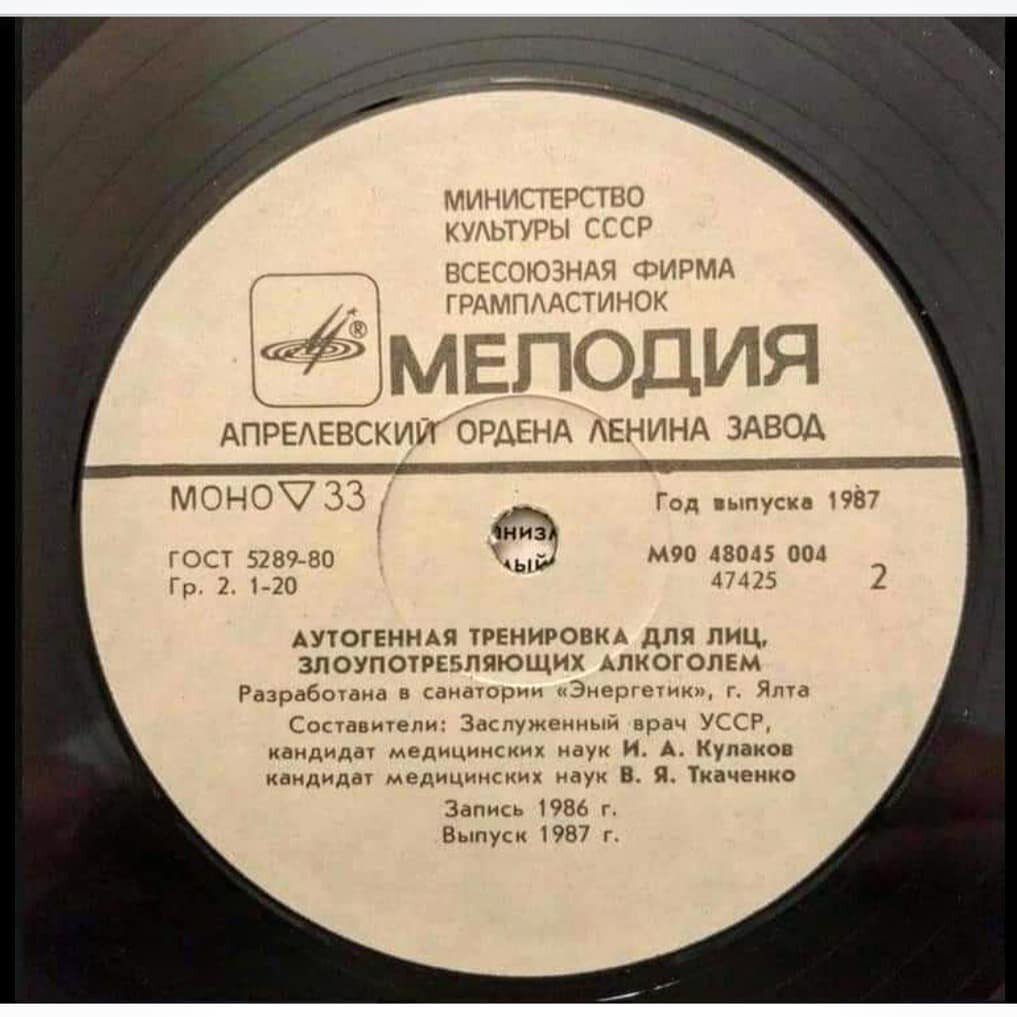 МИНИСТЕРСТВО
КУЛЬТУРЫ СССР
ВСЕСОЮЗНАЯ ФИРМА
ГРАМПЛАСТИНОК
®
МЕЛОДИЯ
АПРЕЛЕВСКИЙ ОРДЕНА ЛЕНИНА ЗАВОД
МОНО ▽ 33
Год выпуска 1987
ГОСТ 5289-80
Гр. 2. 1-20
М90 48045 004
47425
2
АУТОГЕННАЯ ТРЕНИРОВКА ДЛЯ ЛИЦ,
ЗЛОУПОТРЕБЛЯЮЩИХ АЛКОГОЛЕМ
Разработана в санатории «Энергетик», г. Ялта
Составители: Заслуженный врач УССР,
кандидат медицинских наук И. А. Кулаков
кандидат медицинских наук В. Я. Ткаченко
Запись 1986 г.
Выпуск 1987 г.